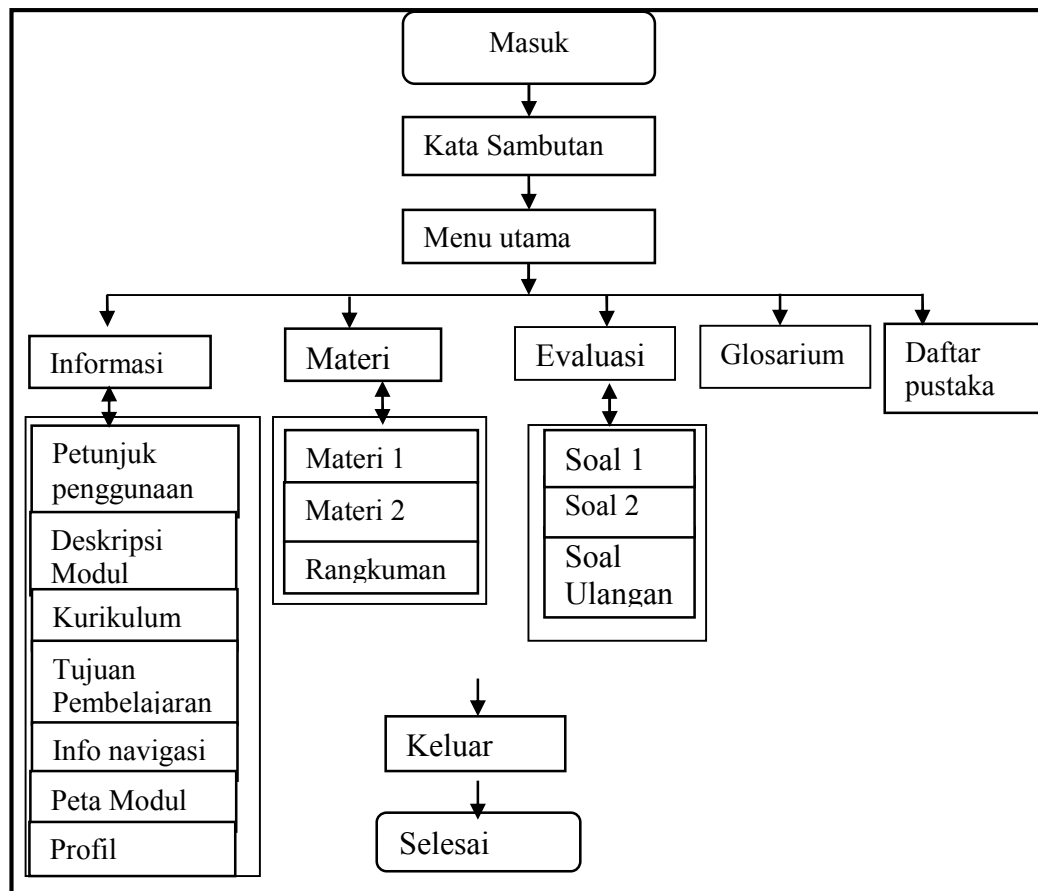 Masuk
Kata Sambutan
Menu utama
Informasi
Materi
Evaluasi
Glosarium
Daftar
pustaka
Petunjuk
penggunaan
Deskripsi
Modul
Kurikulum
Tujuan
Pembelajaran
Info navigasi
Peta Modul
Profil
Materi 1
Materi 2
Rangkuman
Soal 1
Soal 2
Soal
Ulangan
Keluar
Selesai